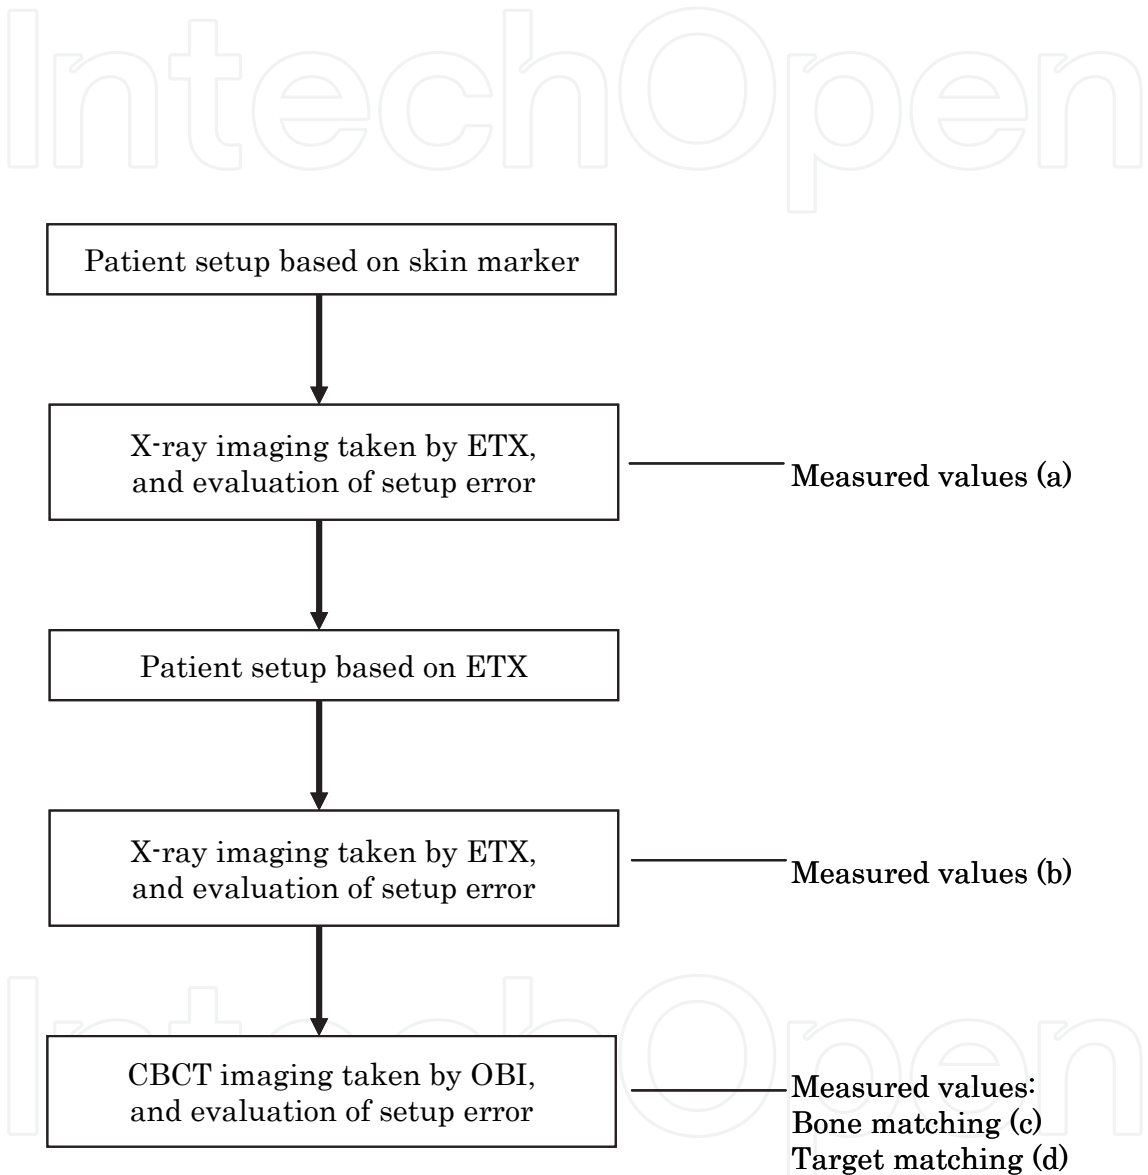 IntechOpen
Patient setup based on skin marker
X-ray imaging taken by ETX,
and evaluation of setup error
Measured values (a)
Patient setup based on ETX
X-ray imaging taken by ETX,
and evaluation of setup error
Measured values (b)
IntechOpen
CBCT imaging taken by OBI,
and evaluation of setup error
Measured values:
Bone matching (c)
Target matching (d)